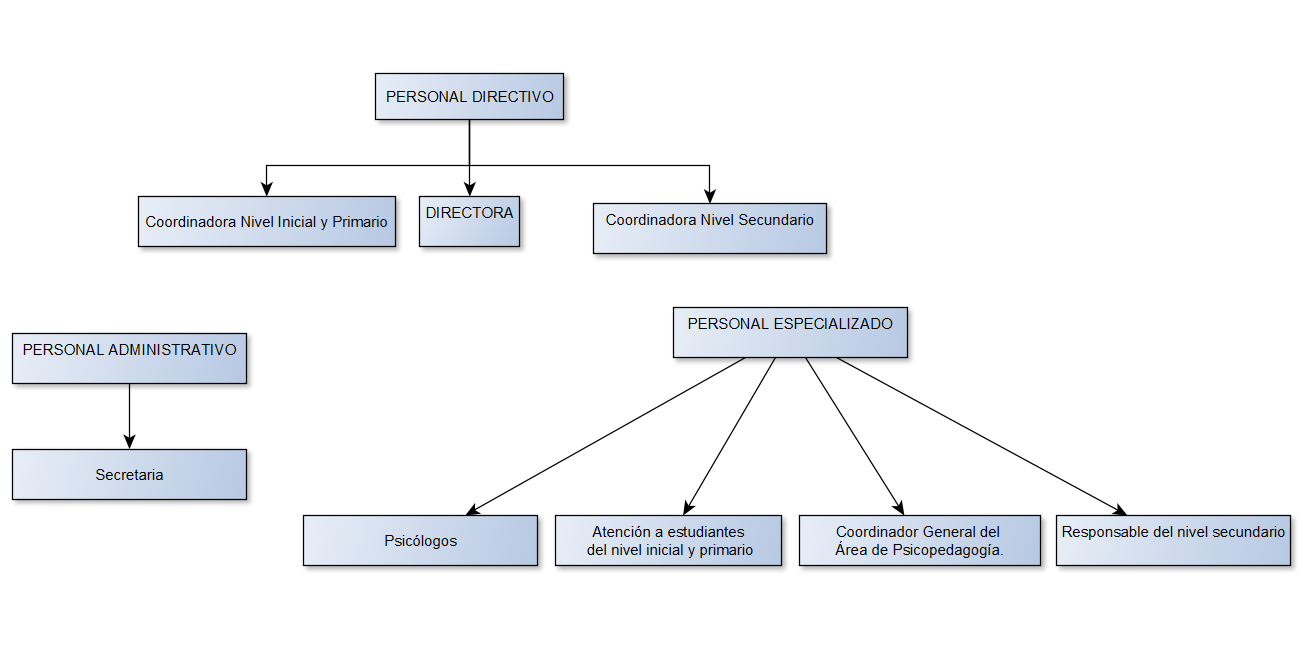 PERSONAL DIRECTIVO
Coordinadora Nivel Inicial y Primario
DIRECTORA
Coordinadora Nivel Secundario
PERSONAL ADMINISTRATIVO
Secretaria
PERSONAL ESPECIALIZADO
Psicólogos
Atención a estudiantes
del nivel inicial y primario
Coordinador General del
Área de Psicopedagogía.
Responsable del nivel secundario